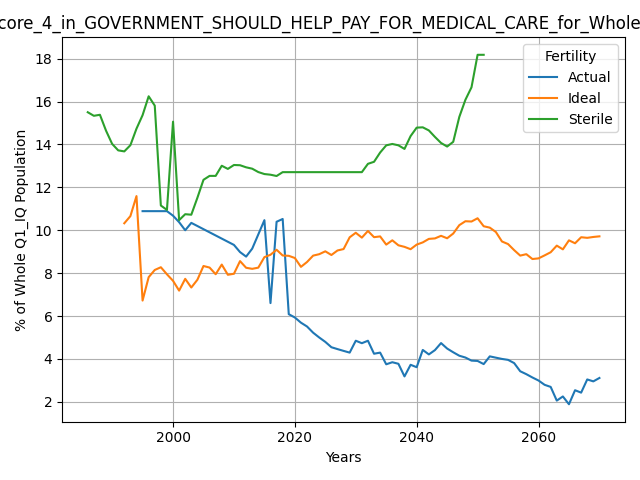 core_4_in_GOVERNMENT_SHOULD_HELP_PAY_FOR_MEDICAL_CARE_for_Whole
Fertility
Actual
Ideal
Sterile
% of Whole Q1_IQ Population
18
16
14
12
10
8
6
4
2
2000
2020
2040
2060
Years